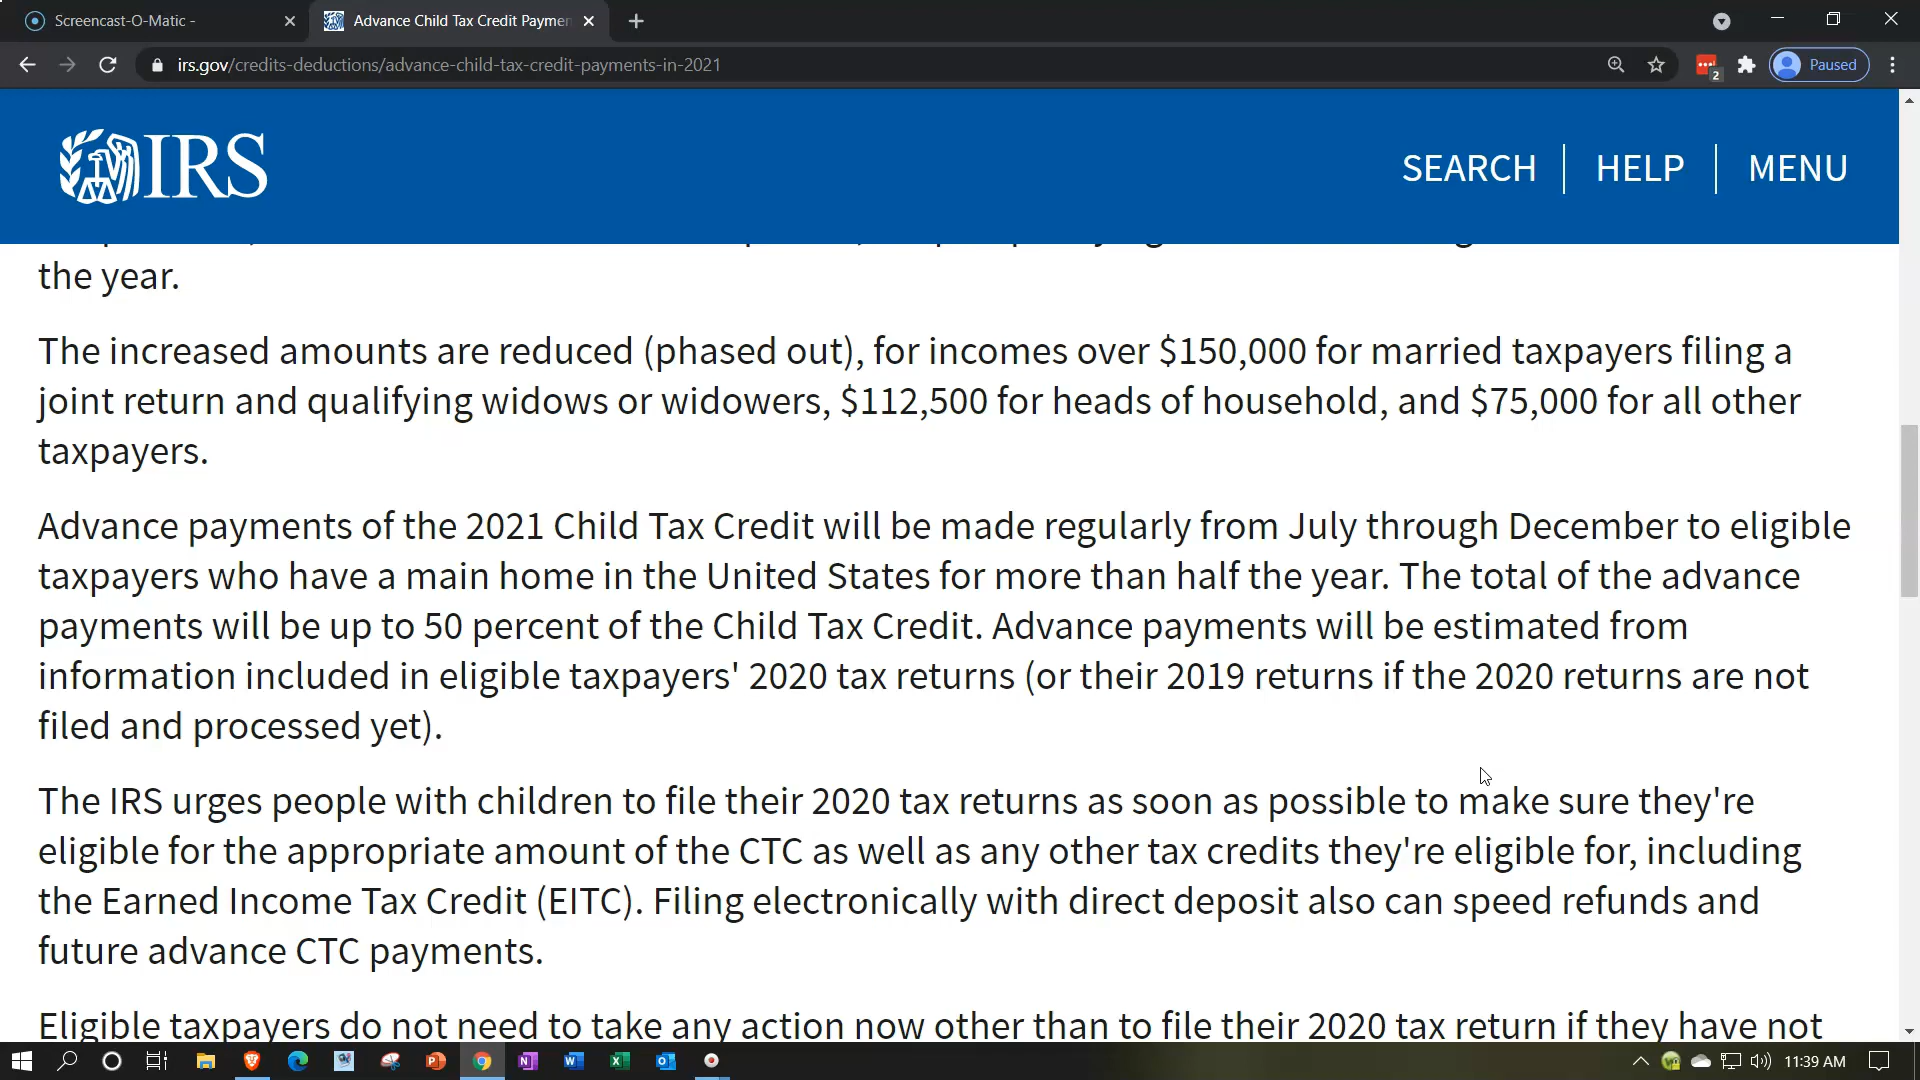 Screencast-O-Matic -
Advance Child Tax Credit Paymen
irs.gov/credits-deductions/advance-child-tax-credit-payments-in-2021
2
Paused
IRS
SEARCH
HELP
MENU
the year.
The increased amounts are reduced (phased out), for incomes over $150,000 for married taxpayers filing a
joint return and qualifying widows or widowers, $112,500 for heads of household, and $75,000 for all other
taxpayers.
Advance payments of the 2021 Child Tax Credit will be made regularly from July through December to eligible
taxpayers who have a main home in the United States for more than half the year. The total of the advance
payments will be up to 50 percent of the Child Tax Credit. Advance payments will be estimated from
information included in eligible taxpayers' 2020 tax returns (or their 2019 returns if the 2020 returns are not
filed and processed yet).
The IRS urges people with children to file their 2020 tax returns as soon as possible to make sure they're
eligible for the appropriate amount of the CTC as well as any other tax credits they're eligible for, including
the Earned Income Tax Credit (EITC). Filing electronically with direct deposit also can speed refunds and
future advance CTC payments.
Eligible taxpayers do not need to take any action now other than to file their 2020 tax return if they have not
11:39 AM